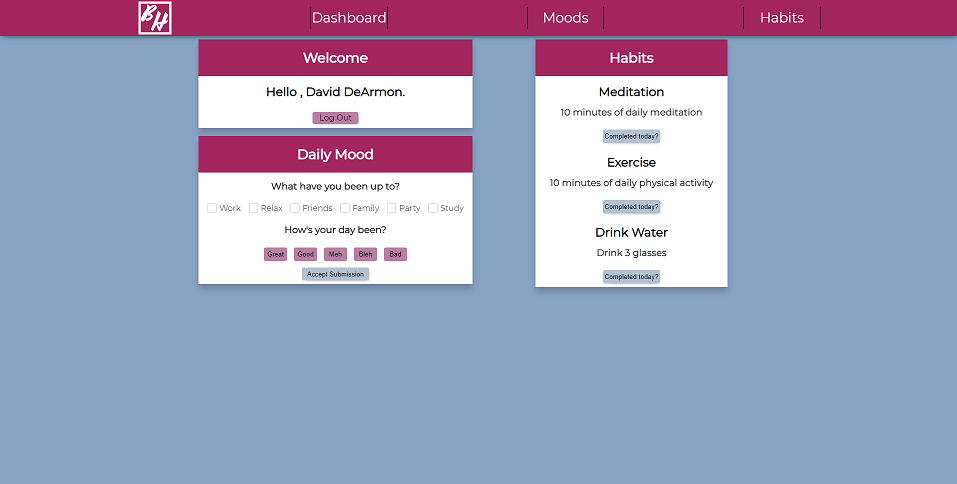 BH
Dashboard
Moods
Habits
Welcome
Hello , David DeArmon.
Log Out
Daily Mood
What have you been up to?
Work Relax Friends Family Party Study
How's your day been?
Great Good Meh Bleh Bad
Accept Submission
Habits
Meditation
10 minutes of daily meditation
Completed today?
Exercise
10 minutes of daily physical activity
Completed today?
Drink Water
Drink 3 glasses
Completed today?